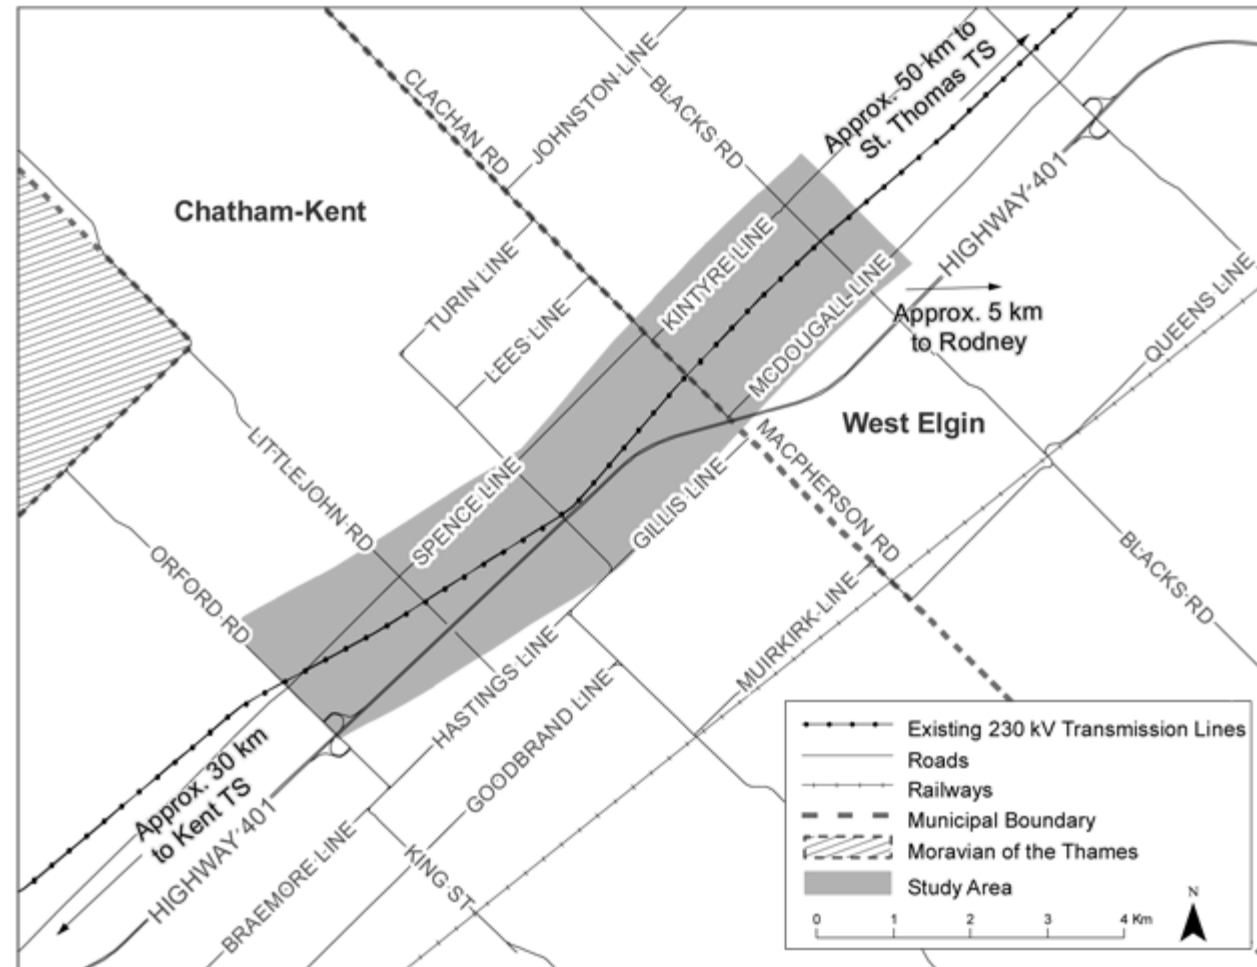 CLACHAN RD
JOHNSTON LINE
BLACKS RD
Approx. 50 km to
St. Thomas TS
HIGHWAY 401
Chatham-Kent
TURIN LINE
LEES LINE
KINTYRE LINE
MCDOUGALL LINE
Approx. 5 km
to Rodney
QUEENS LINE
West Elgin
LITTLEJOHN RD
SPENCE LINE
GILLIS LINE
MACPHERSON RD
ORFORD RD
HASTINGS LINE
GOODBRAND LINE
MUIRKIRK LINE
BLACKS RD
Approx. 30 km
to Kent TS
HIGHWAY 401
BRAEMORE LINE
KING ST
Existing 230 kV Transmission Lines
Roads
Railways
Municipal Boundary
Moravian of the Thames
Study Area
0 1 2 3 4 Km
N